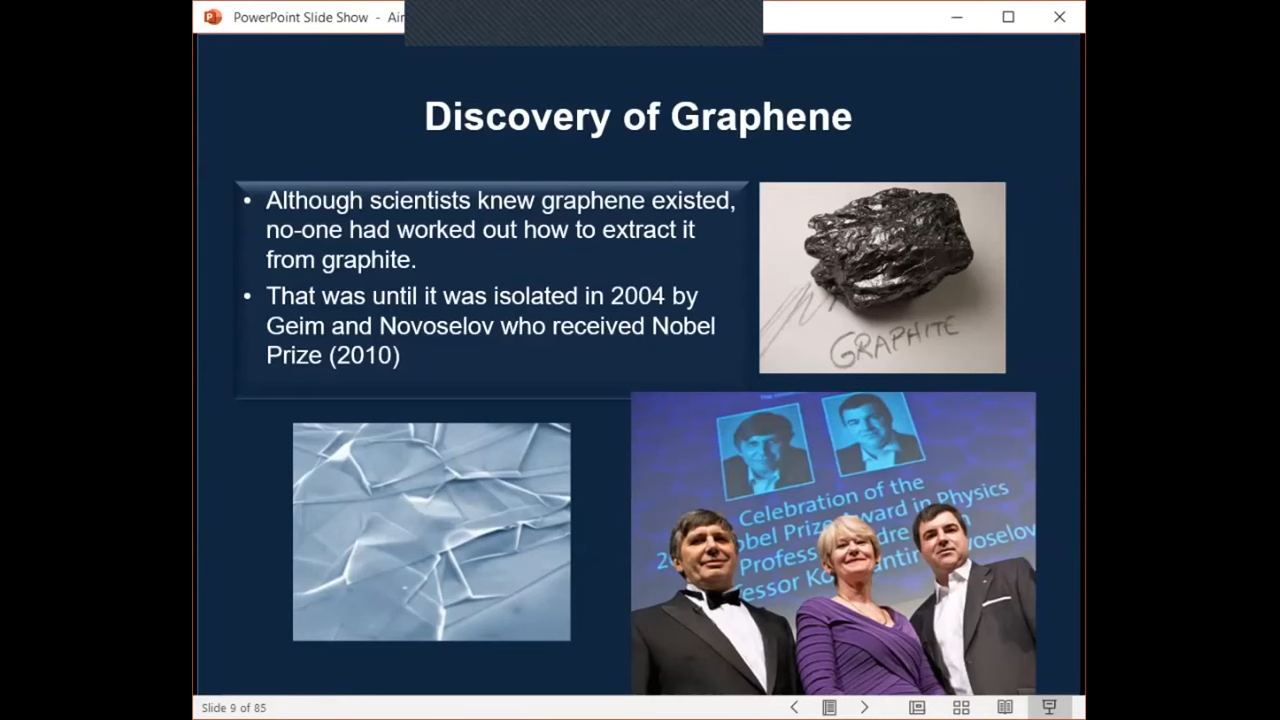 PowerPoint Slide Show - Air
Discovery of Graphene
• Although scientists knew graphene existed,
no-one had worked out how to extract it
from graphite.
• That was until it was isolated in 2004 by
Geim and Novoselov who received Nobel
Prize (2010)
GRAPHITE
Celebration of the
Award in Physics
Slide 9 of 85